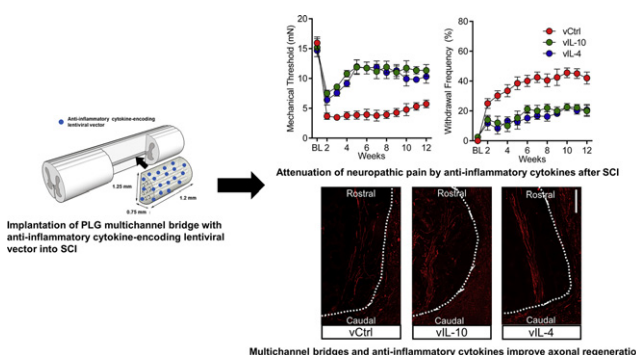 Anti-inflammatory cytokine-encoding
lentiviral vector
1.25 mm
0.75 mm
1.2 mm
Implantation of PLG multichannel bridge with
anti-inflammatory cytokine-encoding Lentiviral
vector into SCI
Mechanical Threshold (mN)
20
15
10
5
0
BL 2 4 6 8 10 12
Weeks
Withdrawal Frequency (%)
80
60
40
20
0
BL 2 4 6 8 10 12
Weeks
vCtrl
vIL-10
vIL-4
Attenuation of neuropathic pain by anti-inflammatory cytokines after SCI
Rostral
Caudal
vCtrl
Rostral
Caudal
vIL-10
Rostral
Caudal
vIL-4
Multichannel bridges and anti-inflammatory cytokines improve axonal regeneratio